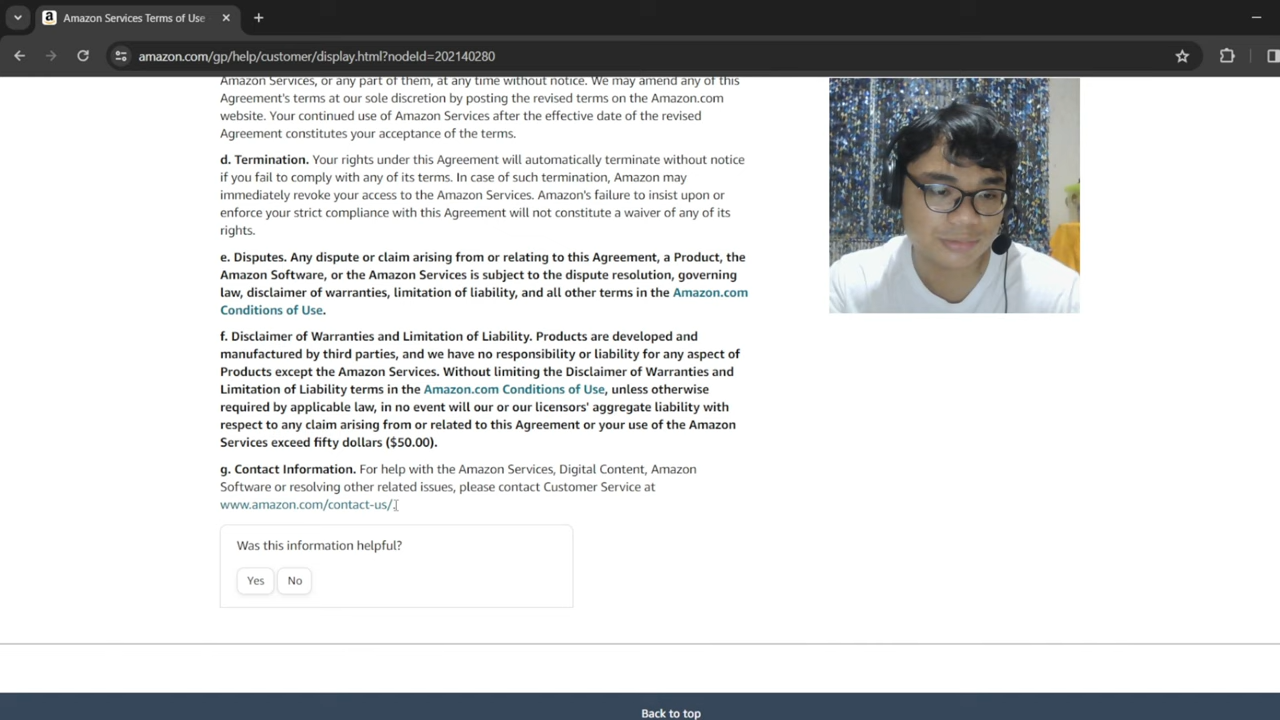 Amazon Services Terms of Use
amazon.com/gp/help/customer/display.html?nodeId=202140280
Amazon Services, or any part of them, at any time without notice. We may amend any of this
Agreement's terms at our sole discretion by posting the revised terms on the Amazon.com
website. Your continued use of Amazon Services after the effective date of the revised
Agreement constitutes your acceptance of the terms.
d. Termination. Your rights under this Agreement will automatically terminate without notice
if you fail to comply with any of its terms. In case of such termination, Amazon may
immediately revoke your access to the Amazon Services. Amazon's failure to insist upon or
enforce your strict compliance with this Agreement will not constitute a waiver of any of its
rights.
e. Disputes. Any dispute or claim arising from or relating to this Agreement, a Product, the
Amazon Software, or the Amazon Services is subject to the dispute resolution, governing
law, disclaimer of warranties, limitation of liability, and all other terms in the Amazon.com
Conditions of Use.
f. Disclaimer of Warranties and Limitation of Liability. Products are developed and
manufactured by third parties, and we have no responsibility or liability for any aspect of
Products except the Amazon Services. Without limiting the Disclaimer of Warranties and
Limitation of Liability terms in the Amazon.com Conditions of Use, unless otherwise
required by applicable law, in no event will our or our licensors' aggregate liability with
respect to any claim arising from or related to this Agreement or your use of the Amazon
Services exceed fifty dollars ($50.00).
g. Contact Information. For help with the Amazon Services, Digital Content, Amazon
Software or resolving other related issues, please contact Customer Service at
www.amazon.com/contact-us/.
Was this information helpful?
Yes No
Back to top